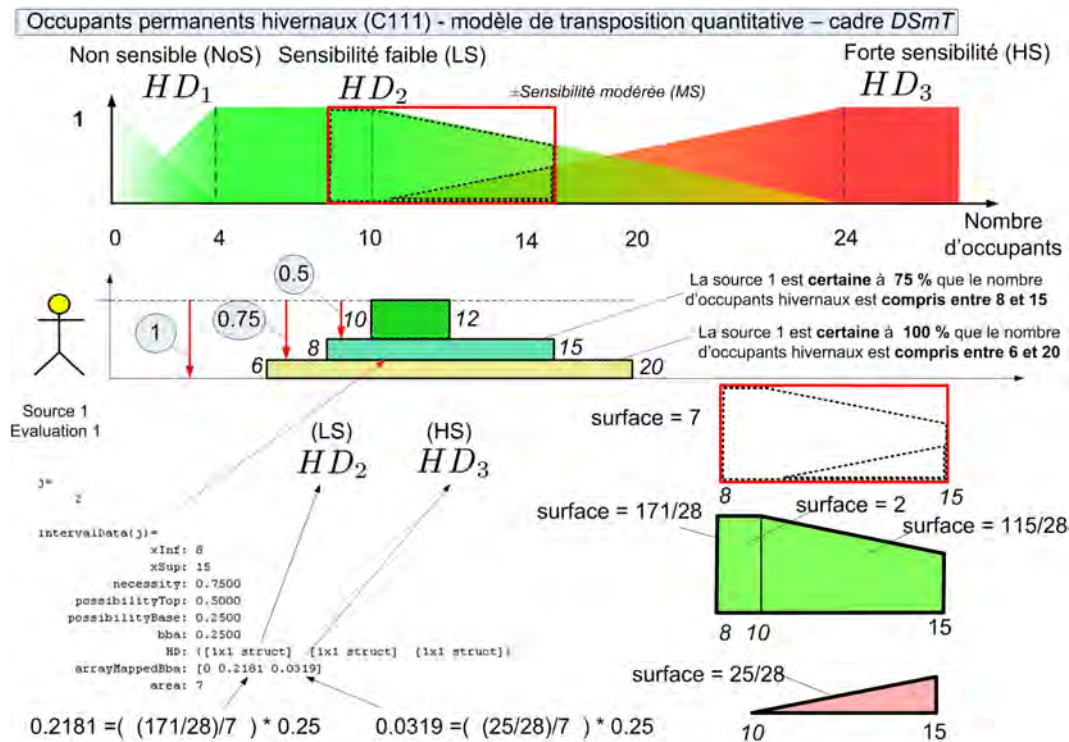 Occupants permanents hivernaux (C111) - modèle de transposition quantitative – cadre DSmT
Non sensible (NoS)
Sensibilité faible (LS)
Forte sensibilité (HS)
HD1
HD2
±Sensibilité modérée (MS)
HD3
1
0
4
10
14
20
24
Nombre
d'occupants
0.5
0.75
1
10
12
8
15
6
20
La source 1 est certaine à 75 % que le nombre
d'occupants hivernaux est compris entre 8 et 15
La source 1 est certaine à 100 % que le nombre
d'occupants hivernaux est compris entre 6 et 20
Source 1
Evaluation 1
(LS)
HD2
(HS)
HD3
surface = 7
8
15
j=
2
intervalData(j)=
xInf: 8
xSup: 15
necessity: 0.7500
possibilityTop: 0.5000
possibilityBase: 0.2500
bba: 0.2500
HD: {[1x1 struct] [1x1 struct] [1x1 struct]}
arrayMappedBba: [0 0.2181 0.0319]
area: 7
surface = 171/28
surface = 2
surface = 115/28
8
10
15
surface = 25/28
10
15
0.2181 =( (171/28)/7 ) * 0.25
0.0319 =( (25/28)/7 ) * 0.25